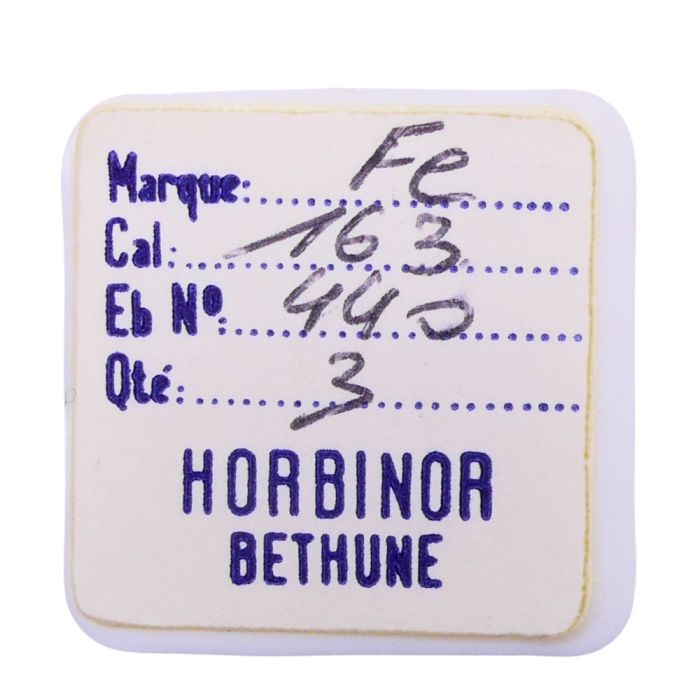 Marque: Fe
Cal: 163
Eb Nº: 440
Qté: 3
HORBINOR
BETHUNE